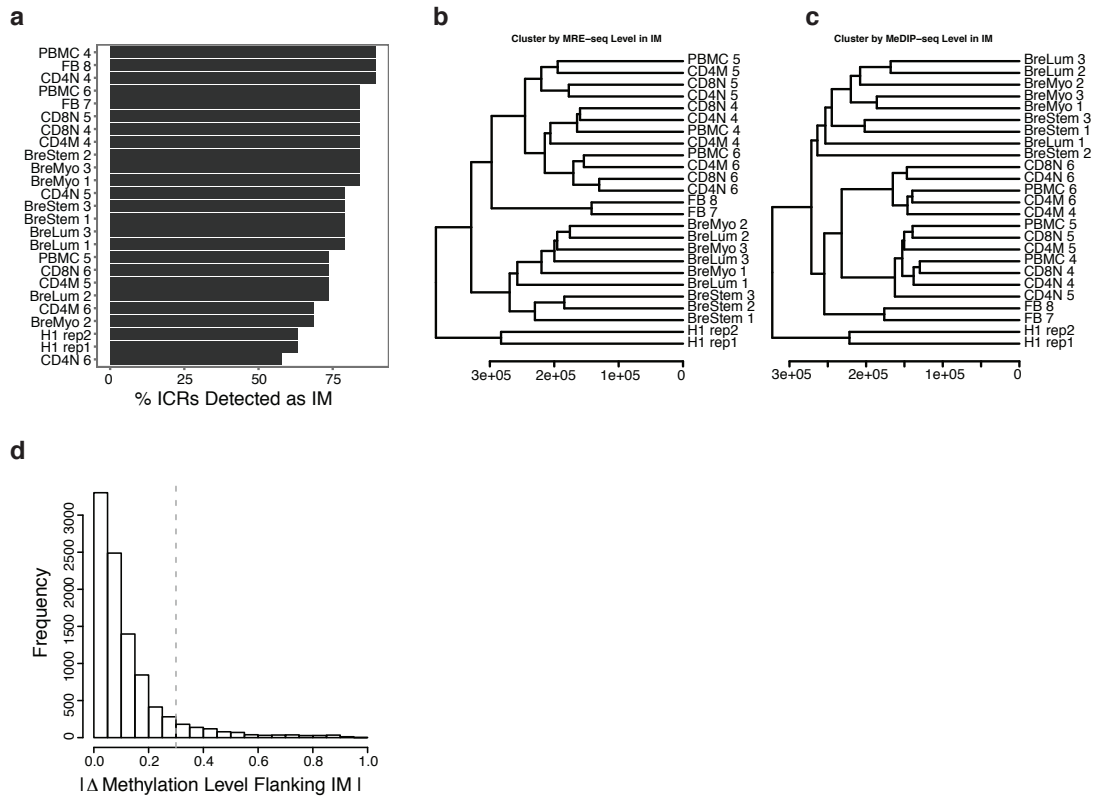 a
PBMC 4
FB 8
CD4N 4
PBMC 6
FB 7
CD8N 5
CD8N 4
CD4M 4
BreStem 2
BreMyo 3
BreMyo 1
CD4N 5
BreStem 3
BreStem 1
BreLum 3
BreLum 1
PBMC 5
CD8N 6
CD4M 5
BreLum 2
CD4M 6
BreMyo 2
H1 rep2
H1 rep1
CD4N 6
0 25 50 75
% ICRs Detected as IM
b
Cluster by MRE-seq Level in IM
PBMC 5
CD4M 5
CD8N 5
CD4N 5
CD8N 4
CD4N 4
PBMC 4
CD4M 4
PBMC 6
CD4M 6
CD8N 6
CD4N 6
FB 8
FB 7
BreMyo 2
BreLum 2
BreMyo 3
BreLum 3
BreMyo 1
BreLum 1
BreStem 3
BreStem 2
BreStem 1
H1 rep2
H1 rep1
3e+05 2e+05 1e+05 0
c
Cluster by MeDIP-seq Level in IM
BreLum 3
BreLum 2
BreMyo 2
BreMyo 3
BreMyo 1
BreStem 3
BreStem 1
BreLum 1
BreStem 2
CD8N 6
CD4N 6
PBMC 6
CD4M 6
CD4M 4
PBMC 5
CD8N 5
CD4M 5
PBMC 4
CD8N 4
CD4N 4
CD4N 5
FB 8
FB 7
H1 rep2
H1 rep1
3e+05 2e+05 1e+05 0
d
Frequency
3000
2500
2000
1500
1000
500
0
0.0 0.2 0.4 0.6 0.8 1.0
| Δ Methylation Level Flanking IM |